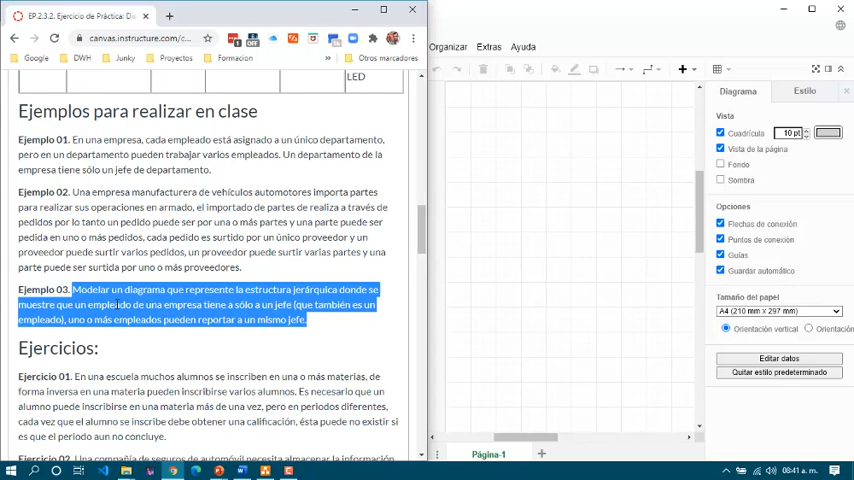 EP.2.3.2. Ejercicio de Práctica: Di
canvas.instructure.com/c...
Google
DWH
Junky
Proyectos
Formacion
»
Otros marcadores
LED
Ejemplos para realizar en clase
Ejemplo 01. En una empresa, cada empleado está asignado a un único departamento,
pero en un departamento pueden trabajar varios empleados. Un departamento de la
empresa tiene sólo un jefe de departamento.
Ejemplo 02. Una empresa manufacturera de vehículos automotores importa partes
para realizar sus operaciones en armado, el importado de partes de realiza a través de
pedidos por lo tanto un pedido puede ser por una o más partes y una parte puede ser
pedida en uno o más pedidos, cada pedido es surtido por un único proveedor y un
proveedor puede surtir varios pedidos, un proveedor puede surtir varias partes y una
parte puede ser surtida por uno o más proveedores.
Ejemplo 03. Modelar un diagrama que represente la estructura jerárquica donde se
muestre que un empleado de una empresa tiene a sólo a un jefe (que también es un
empleado), uno o más empleados pueden reportar a un mismo jefe.
Ejercicios:
Ejercicio 01. En una escuela muchos alumnos se inscriben en una o más materias, de
forma inversa en una materia pueden inscribirse varios alumnos. Es necesario que un
alumno puede inscribirse en una materia más de una vez, pero en periodos diferentes,
cada vez que el alumno se inscribe debe obtener una calificación, ésta puede no existir si
es que el periodo aun no concluye.
Ejercicio 02. Una compañía de seguros de automóvil necesita almacenar la información
Organizar
Extras
Ayuda
Diagrama
Estilo
Vista
Cuadrícula
10 pt
Vista de la página
Fondo
Sombra
Opciones
Flechas de conexión
Puntos de conexión
Guías
Guardar automático
Tamaño del papel
A4 (210 mm x 297 mm)
Orientación vertical
Orientación horiz
Editar datos
Quitar estilo predeterminado
Página-1
08:41 a. m.